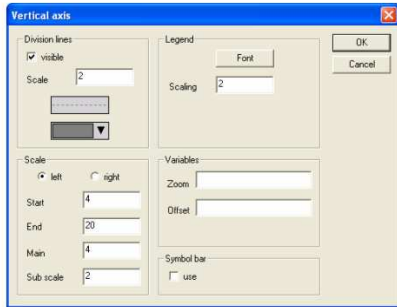 Vertical axis
Division lines
visible
Scale 2
Legend
Font
Scaling 2
OK
Cancel
Scale
left right
Start 4
End 20
Main 4
Sub scale 2
Variables
Zoom
Offset
Symbol bar
use